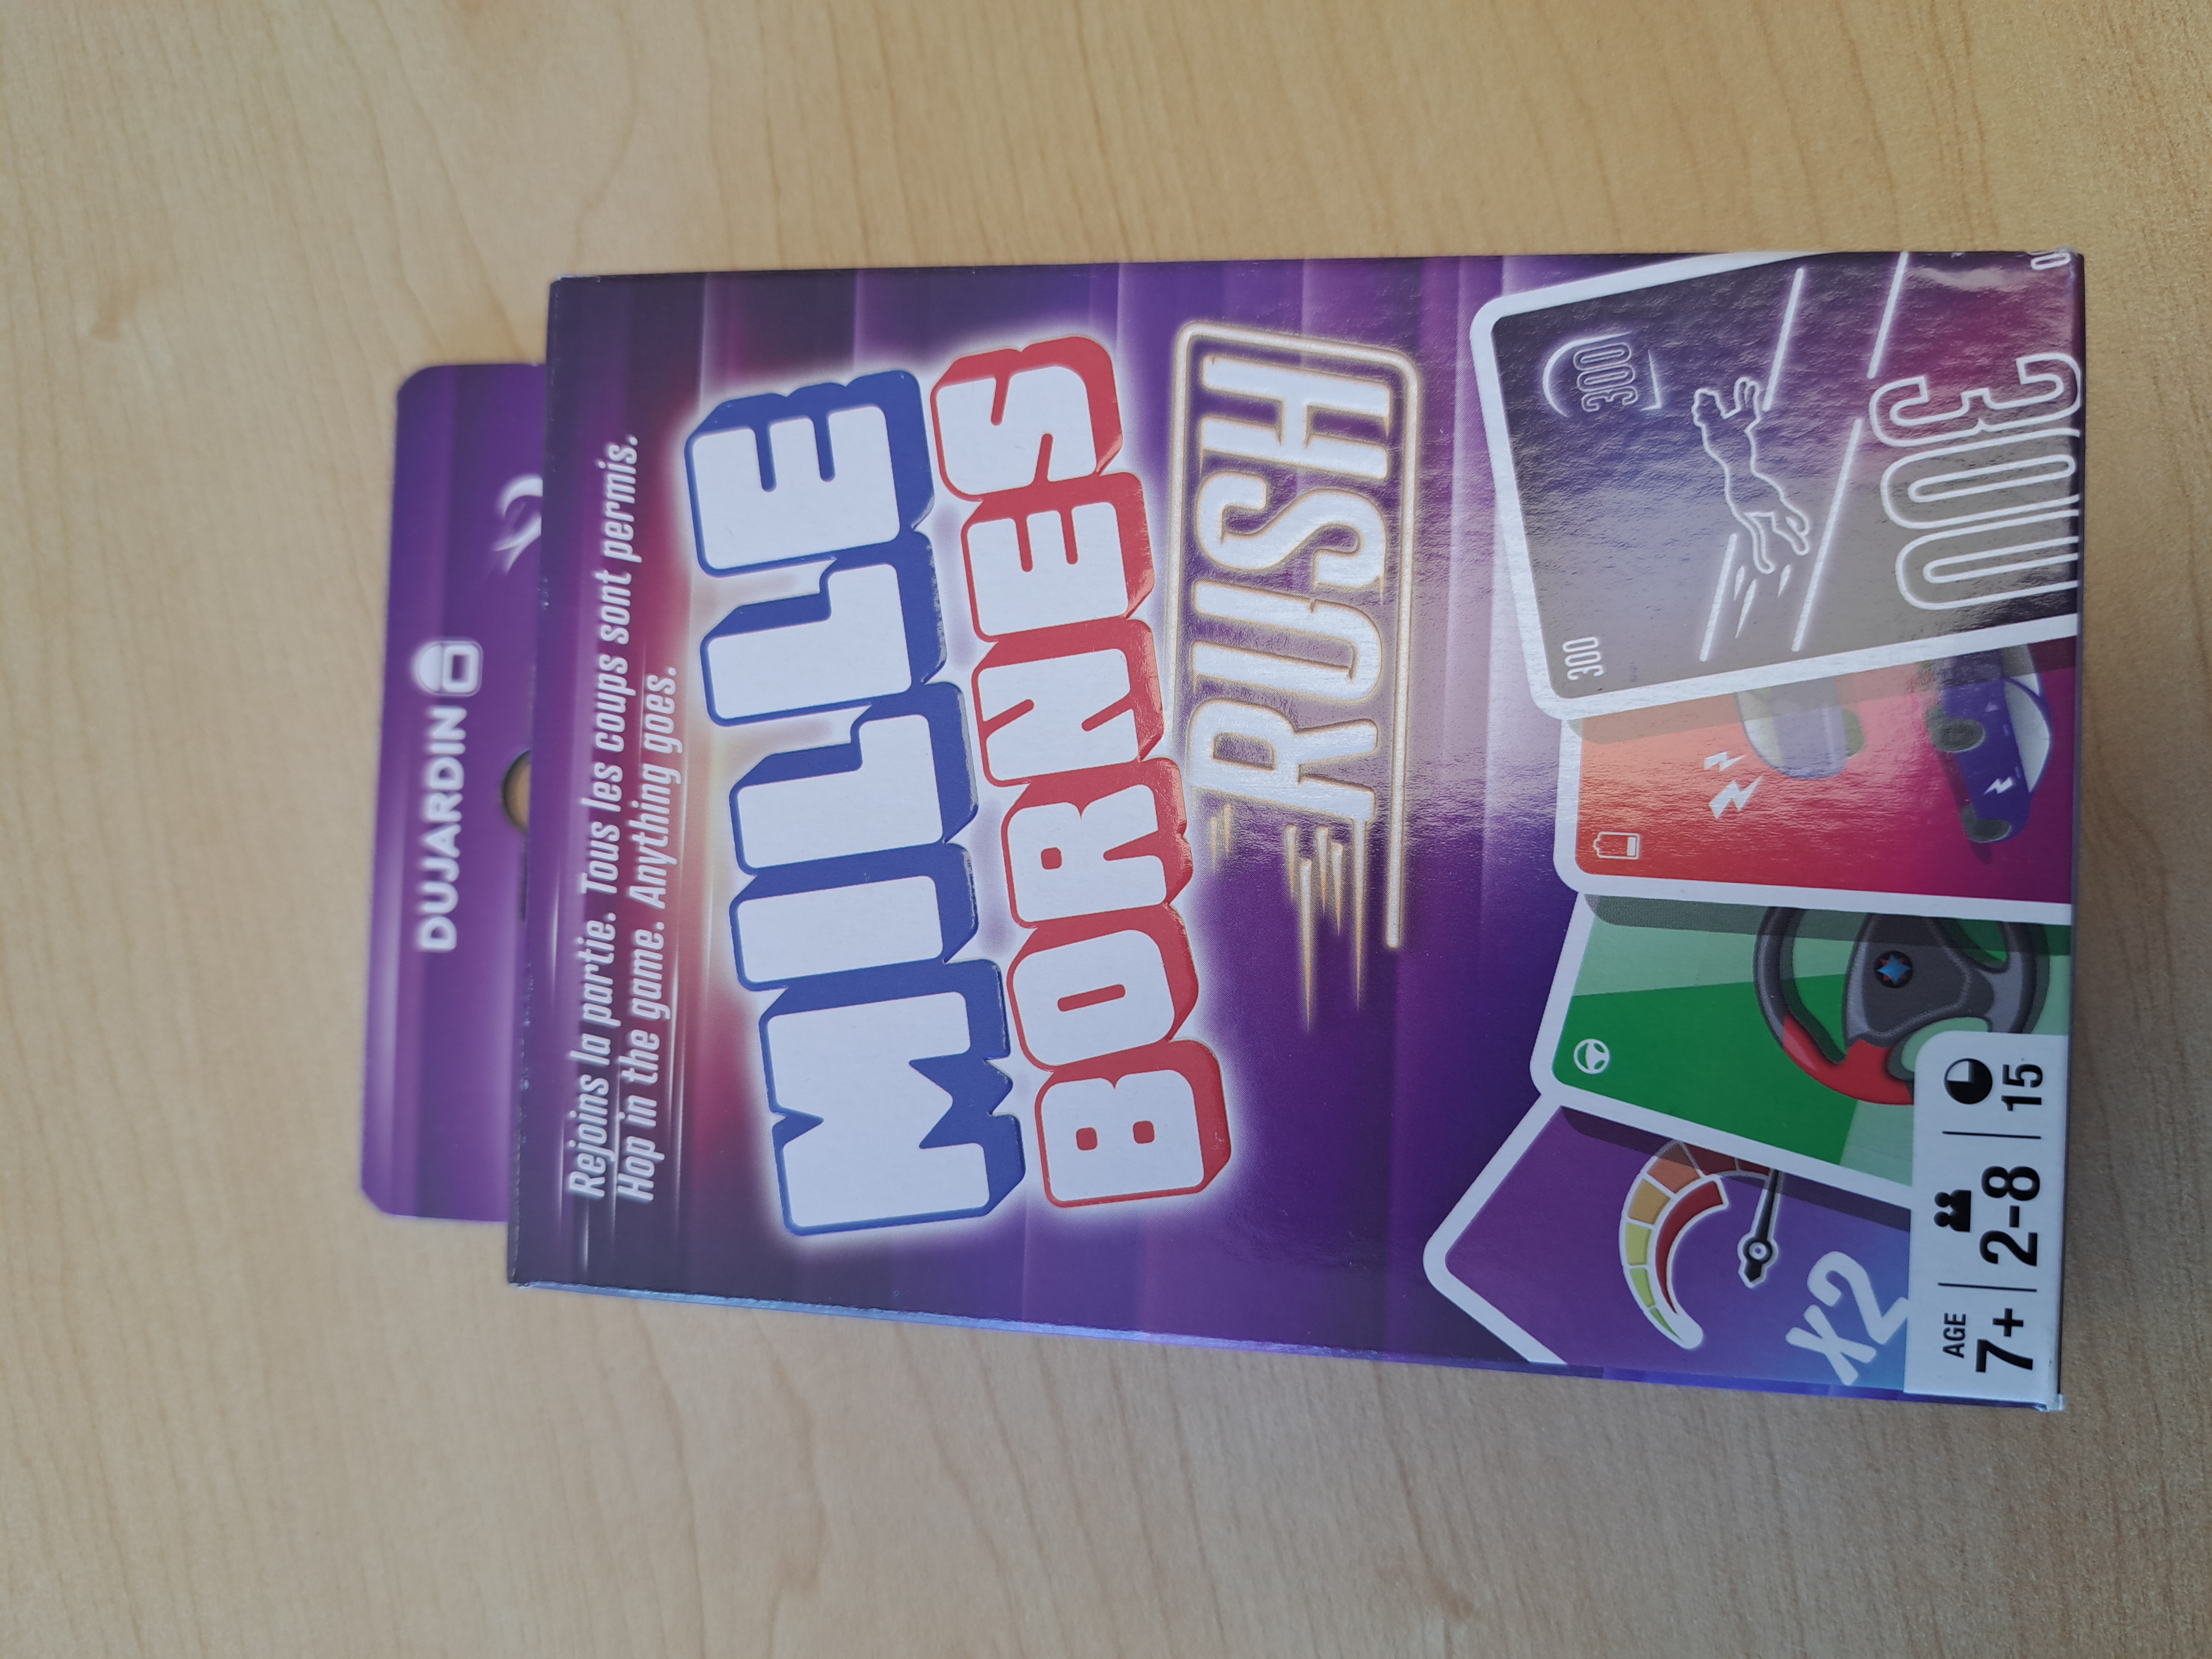 DUJARDIN
Rejoins la partie. Tous les coups sont permis.
Hop in the game. Anything goes.
MILLE
BORNES
RUSH
300
300
300
X2
AGE
7+ | 2-8 | 15